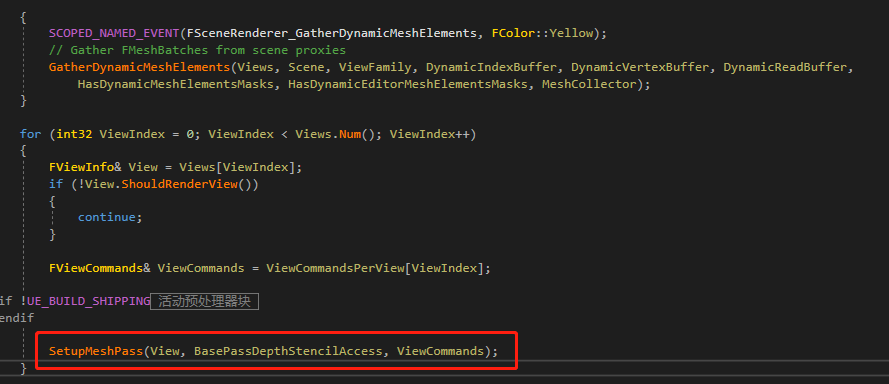 {
SCOPED_NAMED_EVENT(FSceneRenderer_GatherDynamicMeshElements, FColor::Yellow);
// Gather FMeshBatches from scene proxies
GatherDynamicMeshElements(Views, Scene, ViewFamily, DynamicIndexBuffer, DynamicVertexBuffer, DynamicReadBuffer,
HasDynamicMeshElementsMasks, HasDynamicEditorMeshElementsMasks, MeshCollector);
}
for (int32 ViewIndex = 0; ViewIndex < Views.Num(); ViewIndex++)
{
FViewInfo& View = Views[ViewIndex];
if (!View.ShouldRenderView())
{
continue;
}
FViewCommands& ViewCommands = ViewCommandsPerView[ViewIndex];
if !UE_BUILD_SHIPPING 活动预处理器块
endif
SetupMeshPass(View, BasePassDepthStencilAccess, ViewCommands);
}